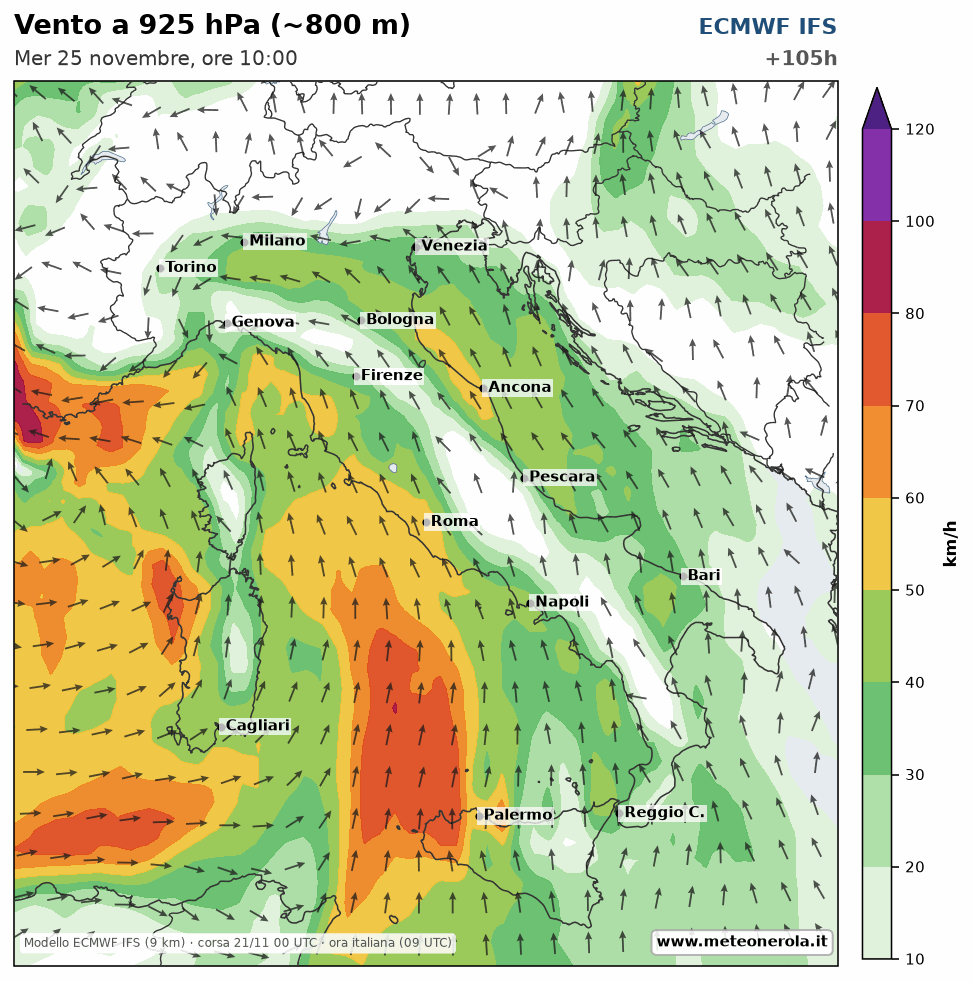 Vento a 925 hPa (~800 m)
ECMWF IFS
Mer 25 novembre, ore 10:00
+105h
Milano
Venezia
Torino
Genova
Bologna
Firenze
Ancona
Pescara
Roma
Bari
Napoli
Cagliari
Palermo
Reggio C.
120
100
80
70
60
50
40
30
20
10
km/h
Modello ECMWF IFS (9 km) · corsa 21/11 00 UTC · ora italiana (09 UTC)
www.meteonerola.it